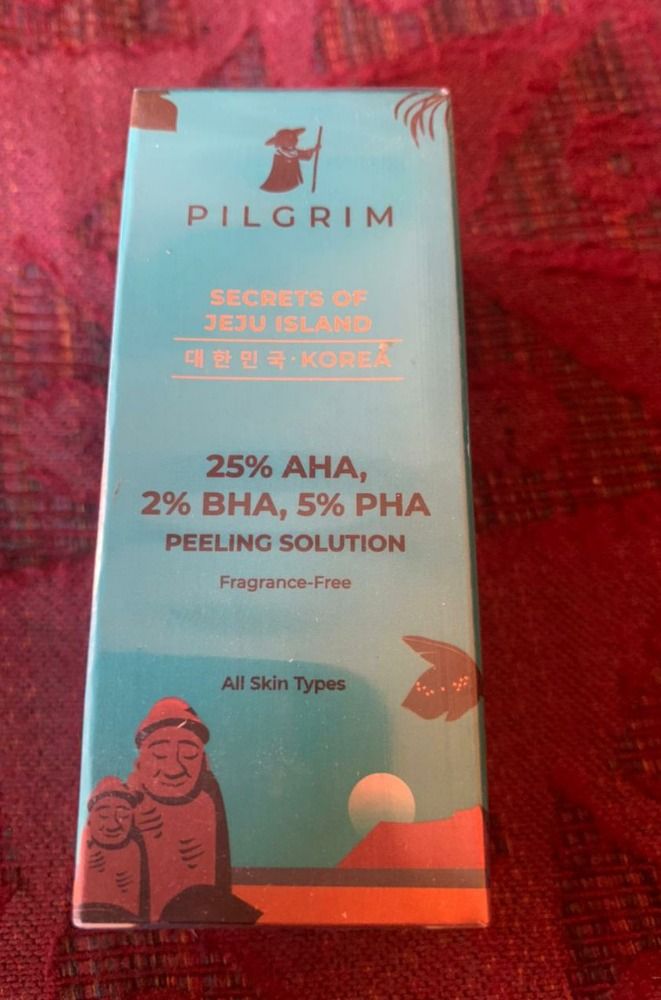 PILGRIM
SECRETS OF
JEJU ISLAND
대한민국·KOREA
25% AHA,
2% BHA, 5% PHA
PEELING SOLUTION
Fragrance-Free
All Skin Types